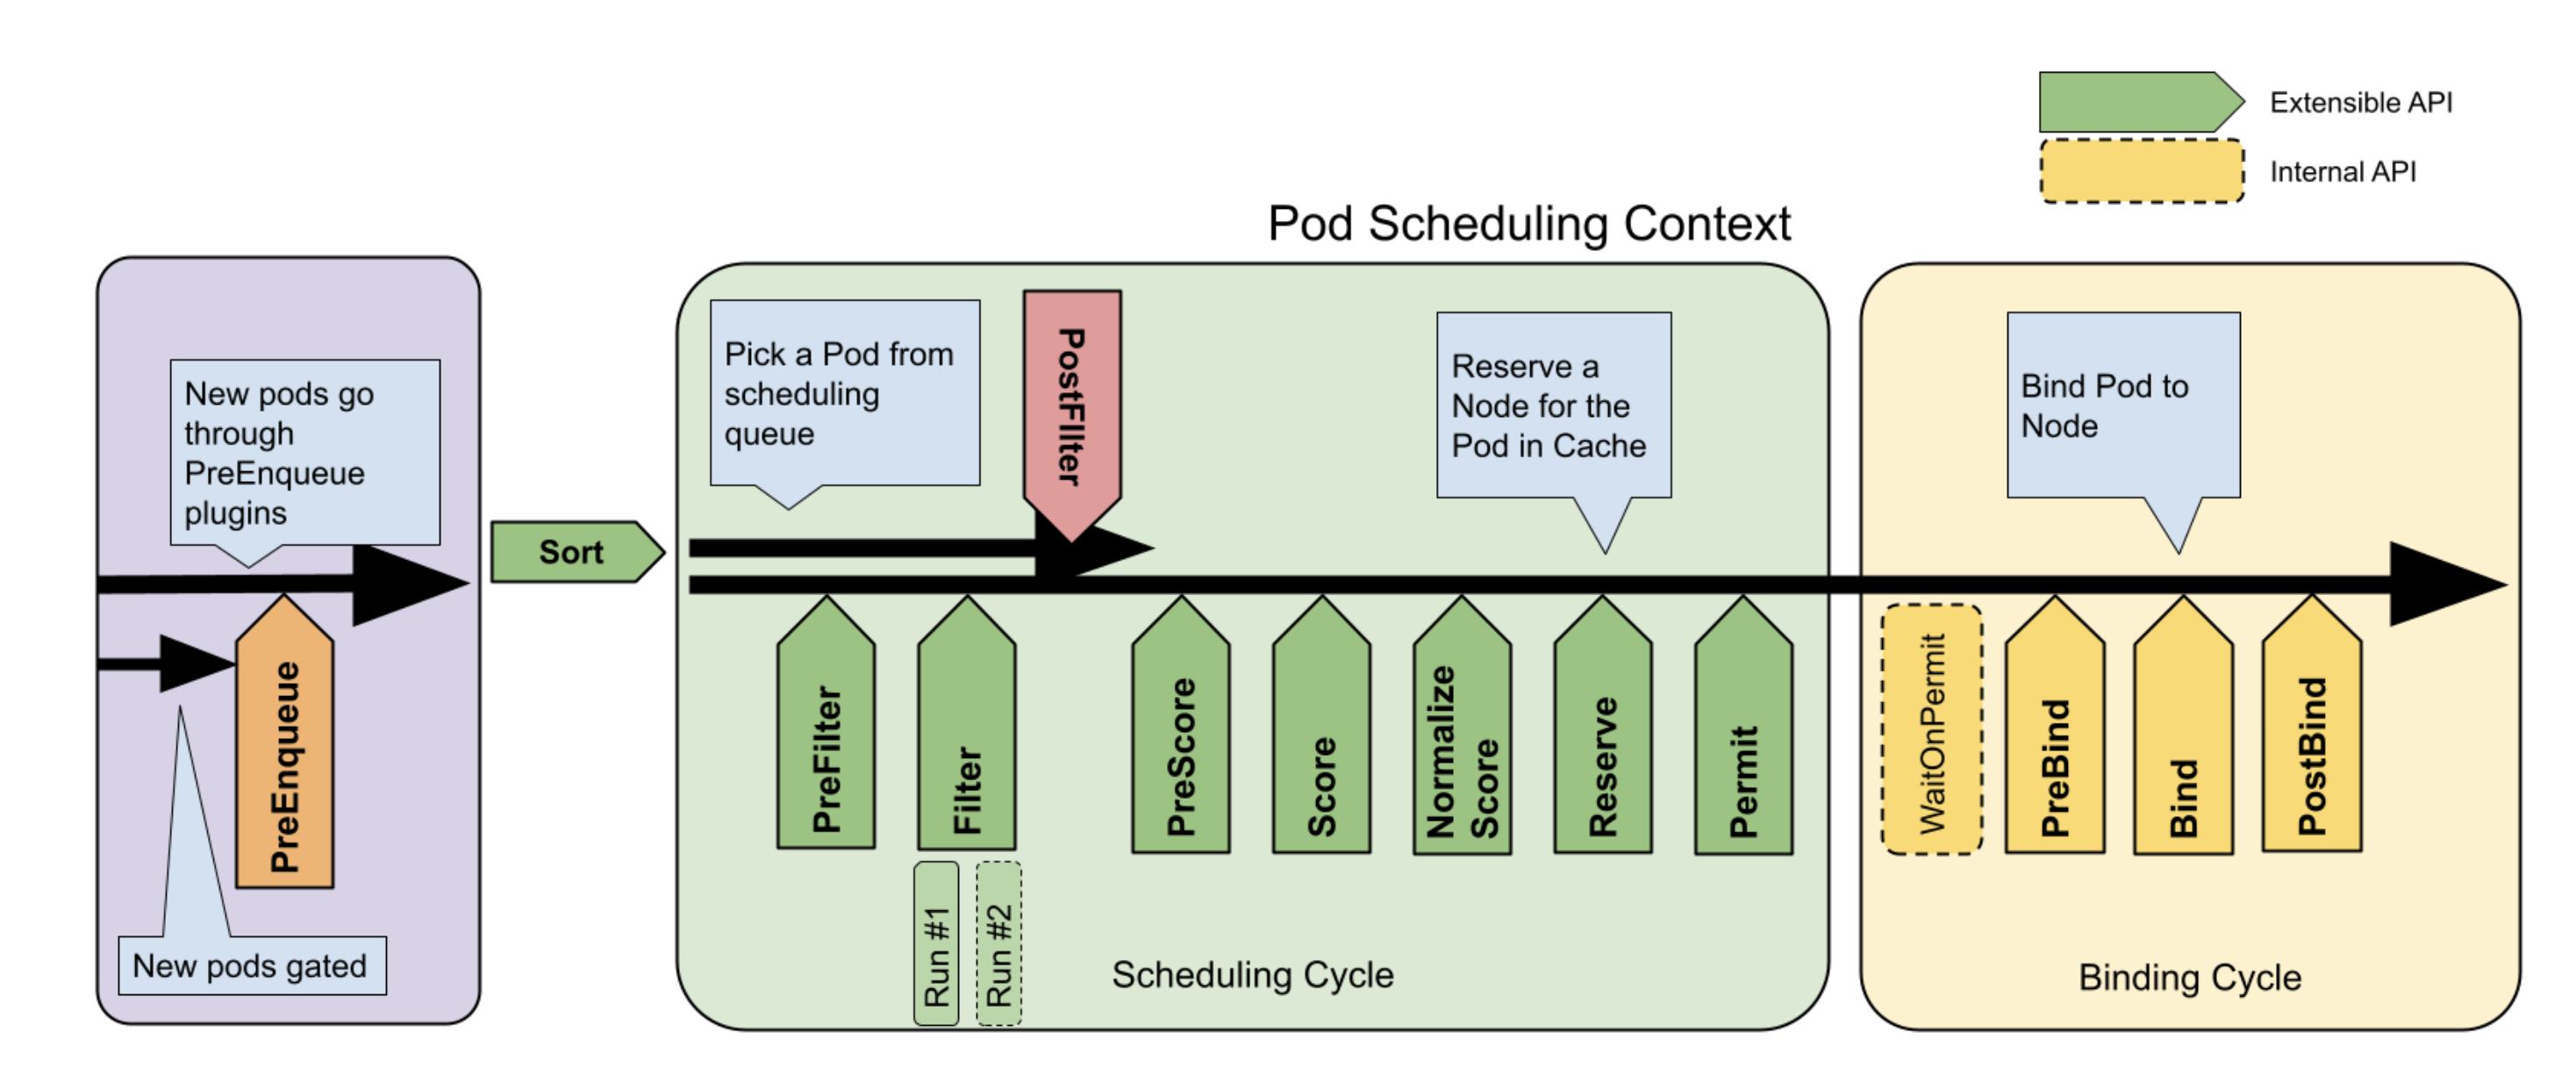 Extensible API
Internal API
Pod Scheduling Context
New pods go
through
PreEnqueue
plugins
PreEnqueue
New pods gated
Sort
Pick a Pod from
scheduling
queue
PostFIlter
Reserve a
Node for the
Pod in Cache
PreFilter
Filter
Run #1
Run #2
PreScore
Score
Normalize
Score
Reserve
Permit
Scheduling Cycle
Bind Pod to
Node
WaitOnPermit
PreBind
Bind
PostBind
Binding Cycle